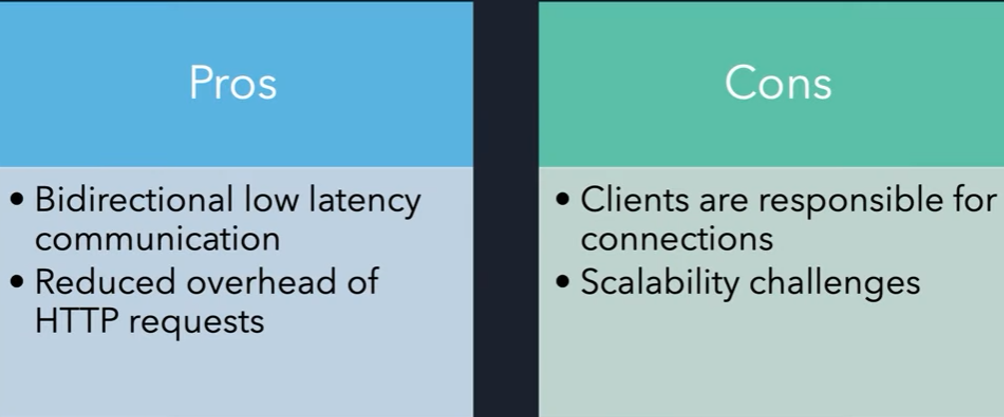 Pros
• Bidirectional low latency
communication
• Reduced overhead of
HTTP requests
Cons
• Clients are responsible for
connections
• Scalability challenges